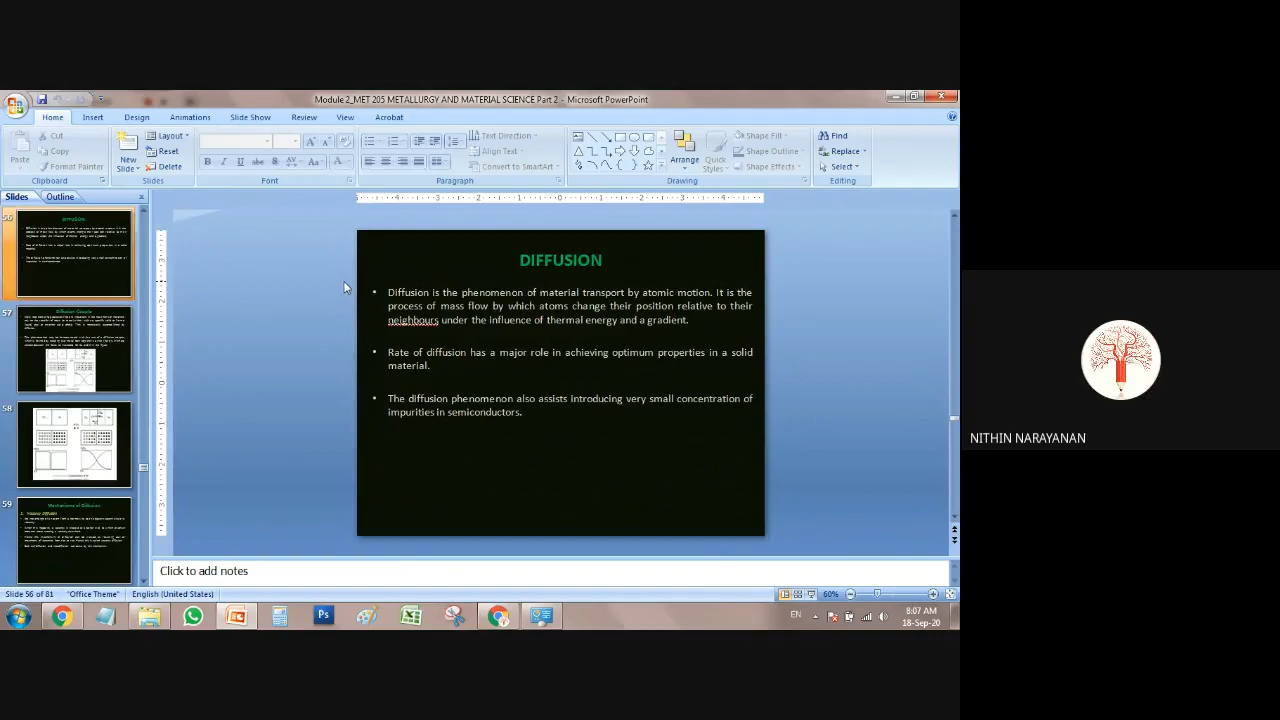 Module 2_MET 205 METALLURGY AND MATERIAL SCIENCE Part 2 - Microsoft PowerPoint
Home Insert Design Animations Slide Show Review View Acrobat
Paste
Cut
Copy
Format Painter
Clipboard
New Slide
Layout
Reset
Delete
Slides
Font
Text Direction
Align Text
Convert to SmartArt
Paragraph
Arrange
Quick Styles
Shape Fill
Shape Outline
Shape Effects
Drawing
Find
Replace
Select
Editing
Slides Outline
57
Diffusion Couple
58
59
Mechanisms of Diffusion
DIFFUSION
• Diffusion is the phenomenon of material transport by atomic motion. It is the
process of mass flow by which atoms change their position relative to their
neighbours under the influence of thermal energy and a gradient.
• Rate of diffusion has a major role in achieving optimum properties in a solid
material.
• The diffusion phenomenon also assists introducing very small concentration of
impurities in semiconductors.
NITHIN NARAYANAN
Click to add notes
Slide 56 of 81 "Office Theme" English (United States) 60%
Ps
EN
8:07 AM
18-Sep-20